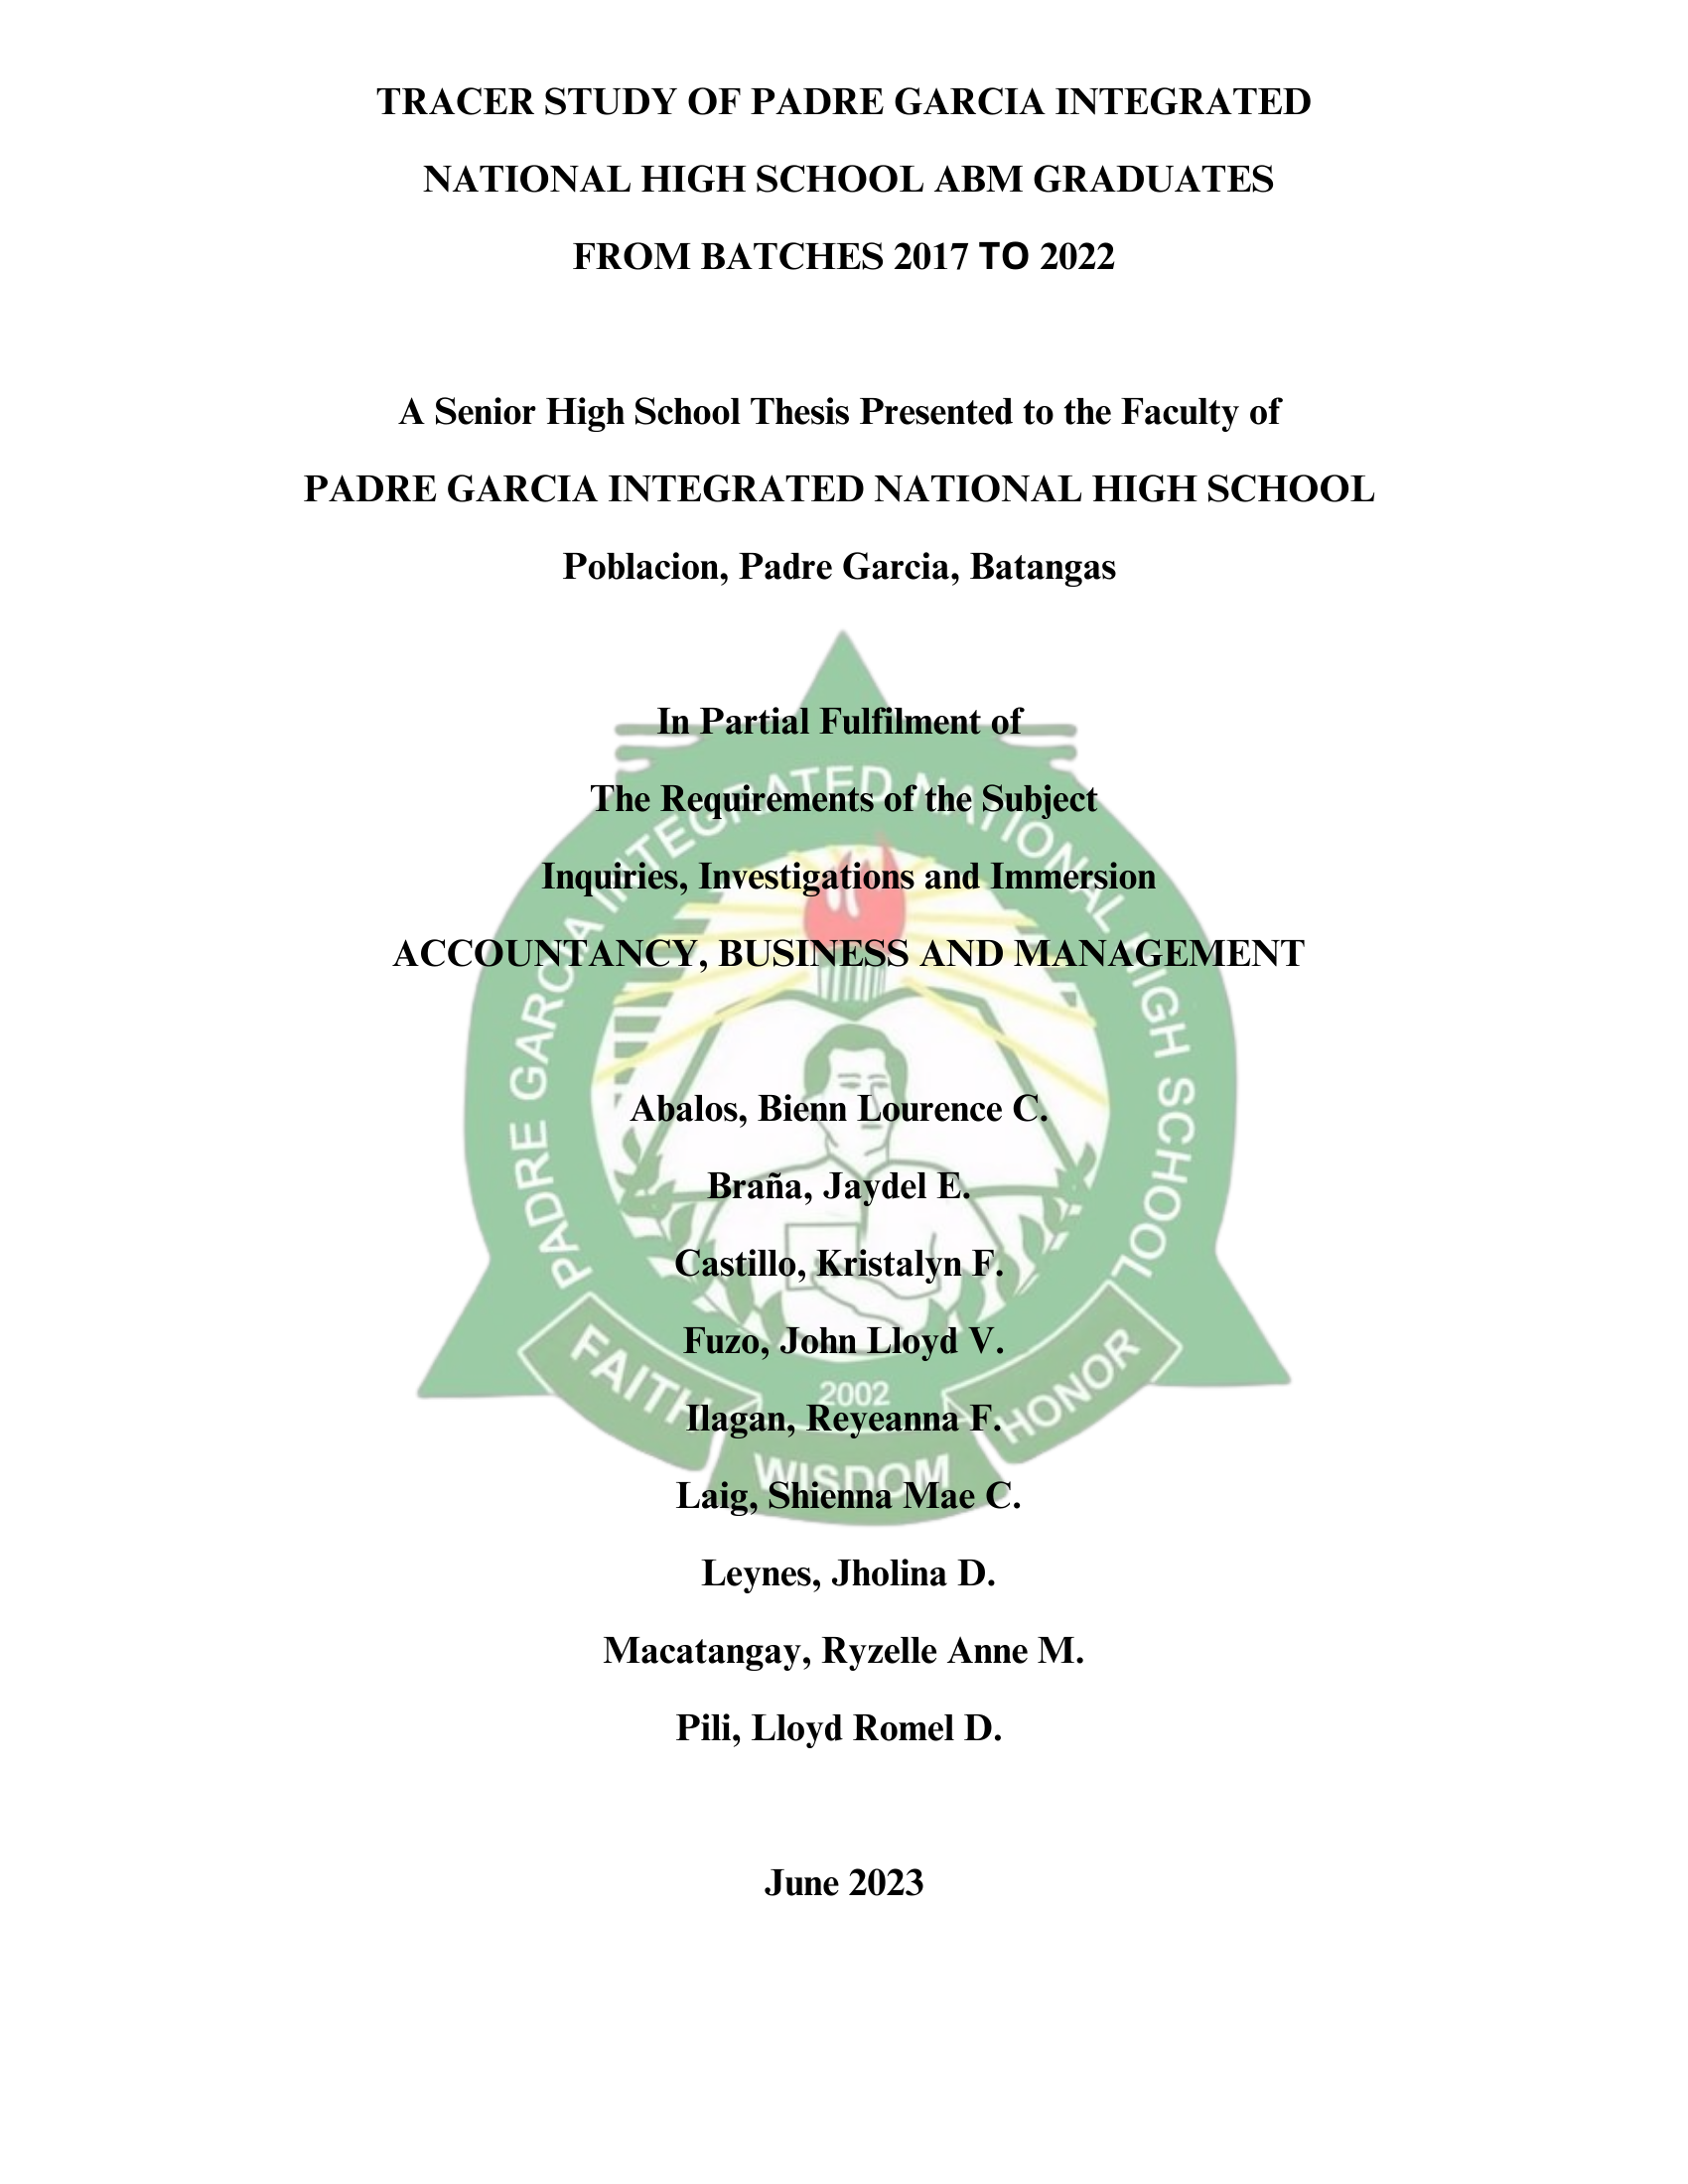 TRACER STUDY OF PADRE GARCIA INTEGRATED
NATIONAL HIGH SCHOOL ABM GRADUATES
FROM BATCHES 2017 TO 2022
A Senior High School Thesis Presented to the Faculty of
PADRE GARCIA INTEGRATED NATIONAL HIGH SCHOOL
Poblacion, Padre Garcia, Batangas
In Partial Fulfilment of
The Requirements of the Subject
Inquiries, Investigations and Immersion
ACCOUNTANCY, BUSINESS AND MANAGEMENT
Abalos, Bienn Lourence C.
Braña, Jaydel E.
Castillo, Kristalyn F.
Fuzo, John Lloyd V.
Ilagan, Reyeanna F.
Laig, Shienna Mae C.
Leynes, Jholina D.
Macatangay, Ryzelle Anne M.
Pili, Lloyd Romel D.
June 2023
PADRE GARCIA INTEGRATED NATIONAL HIGH SCHOOL
FAITH
2002
WISDOM
HONOR